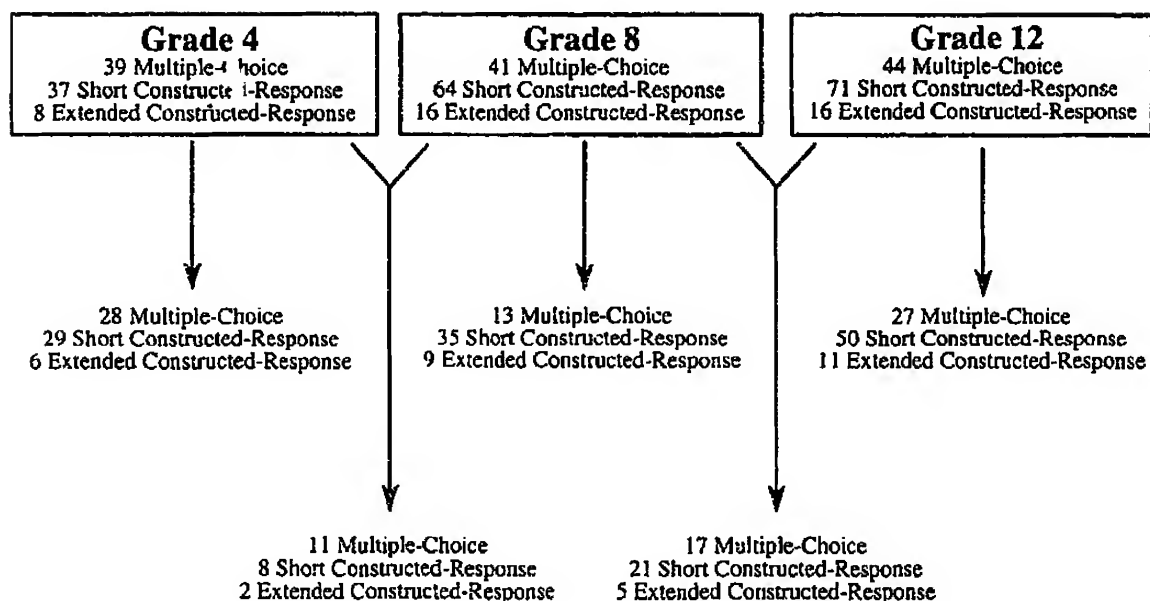 Grade 4
39 Multiple-Choice
37 Short Constructed-Response
8 Extended Constructed-Response
Grade 8
41 Multiple-Choice
64 Short Constructed-Response
16 Extended Constructed-Response
Grade 12
44 Multiple-Choice
71 Short Constructed-Response
16 Extended Constructed-Response
28 Multiple-Choice
29 Short Constructed-Response
6 Extended Constructed-Response
13 Multiple-Choice
35 Short Constructed-Response
9 Extended Constructed-Response
27 Multiple-Choice
50 Short Constructed-Response
11 Extended Constructed-Response
11 Multiple-Choice
8 Short Constructed-Response
2 Extended Constructed-Response
17 Multiple-Choice
21 Short Constructed-Response
5 Extended Constructed-Response